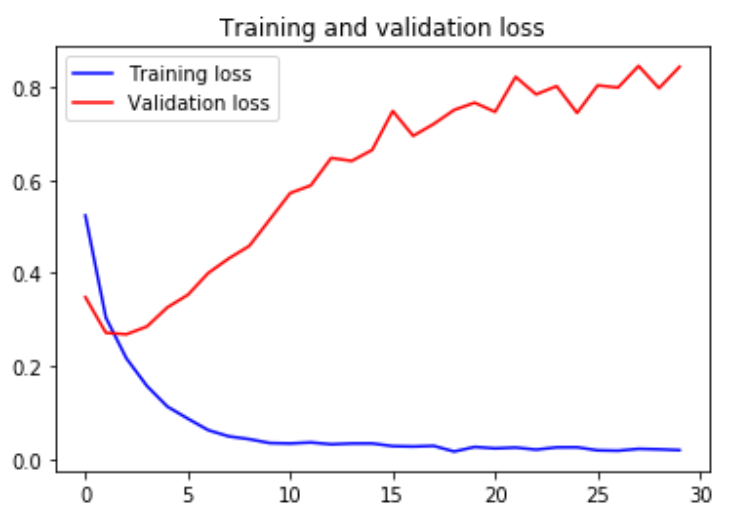 Training and validation loss
Training loss
Validation loss
0.8
0.6
0.4
0.2
0.0
0 5 10 15 20 25 30